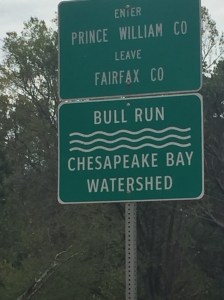 ENTER
PRINCE WILLIAM CO
LEAVE
FAIRFAX CO
BULL RUN
CHESAPEAKE BAY
WATERSHED